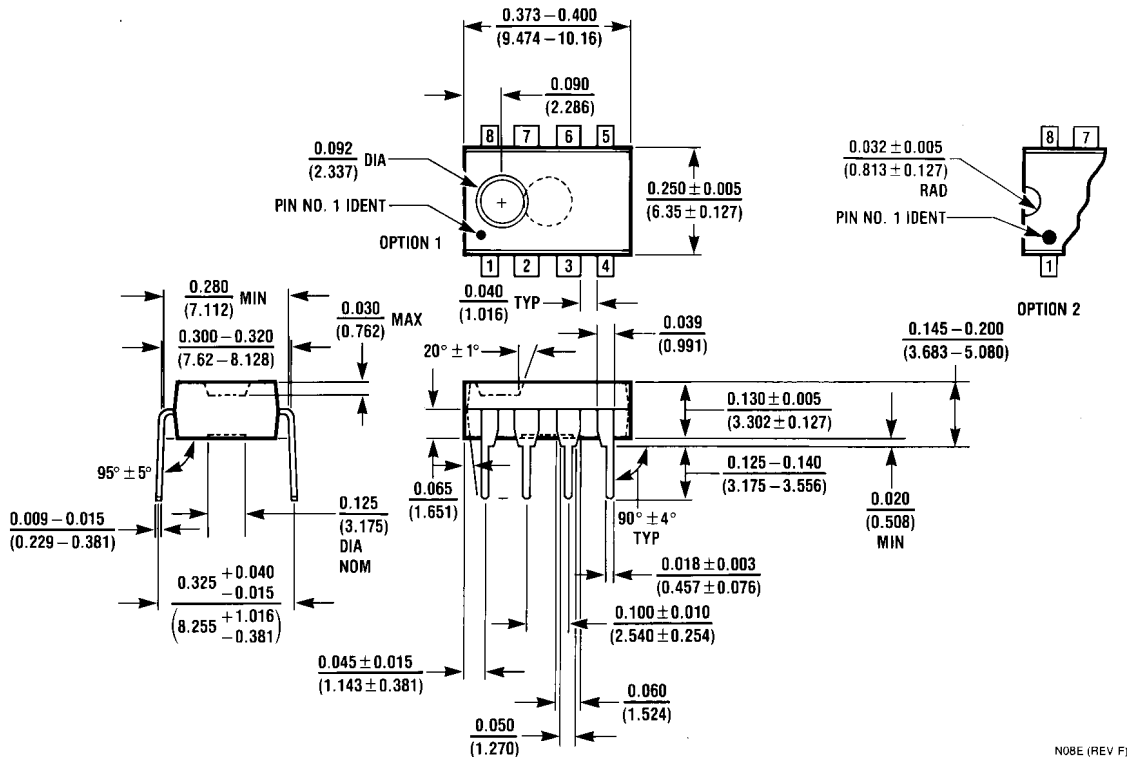 0.373 – 0.400
(9.474 – 10.16)
0.090
(2.286)
8 7 6 5
0.092 DIA
(2.337)
PIN NO. 1 IDENT
OPTION 1
1 2 3 4
0.250 ± 0.005
(6.35 ± 0.127)
0.032 ± 0.005
(0.813 ± 0.127)
RAD
PIN NO. 1 IDENT
8 7
1
OPTION 2
0.280 MIN
(7.112)
0.300 – 0.320
(7.62 – 8.128)
0.030 MAX
(0.762)
0.040 TYP
(1.016)
0.039
(0.991)
20° ± 1°
0.145 – 0.200
(3.683 – 5.080)
0.130 ± 0.005
(3.302 ± 0.127)
0.125 – 0.140
(3.175 – 3.556)
0.020
(0.508)
MIN
95° ± 5°
0.009 – 0.015
(0.229 – 0.381)
0.125
(3.175)
DIA
NOM
0.065
(1.651)
90° ± 4°
TYP
0.018 ± 0.003
(0.457 ± 0.076)
0.325 +0.040 −0.015
(8.255 +1.016 −0.381)
0.100 ± 0.010
(2.540 ± 0.254)
0.045 ± 0.015
(1.143 ± 0.381)
0.060
(1.524)
0.050
(1.270)
N08E (REV F)